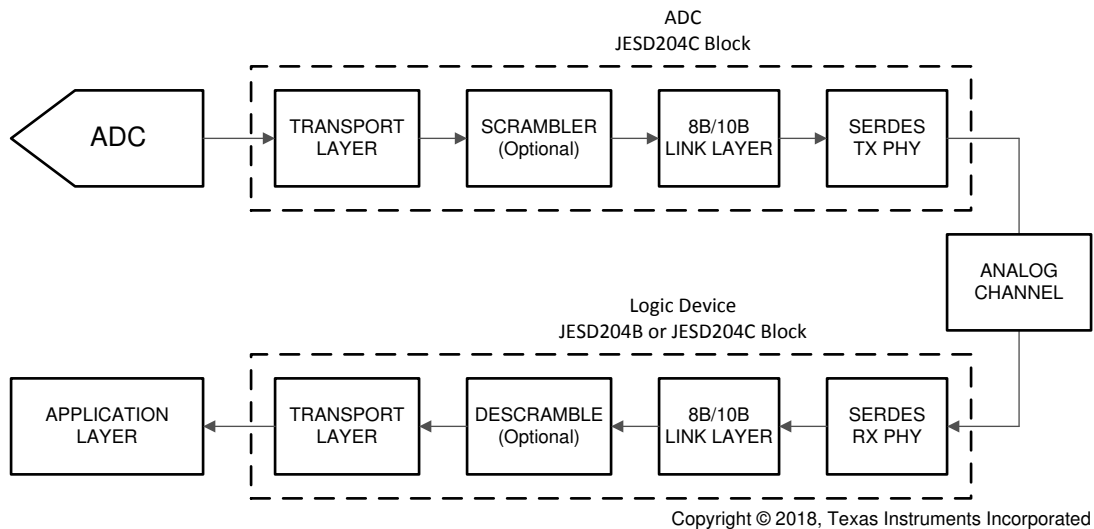 ADC
JESD204C Block
ADC
TRANSPORT
LAYER
SCRAMBLER
(Optional)
8B/10B
LINK LAYER
SERDES
TX PHY
ANALOG
CHANNEL
Logic Device
JESD204B or JESD204C Block
APPLICATION
LAYER
TRANSPORT
LAYER
DESCRAMBLE
(Optional)
8B/10B
LINK LAYER
SERDES
RX PHY
Copyright © 2018, Texas Instruments Incorporated